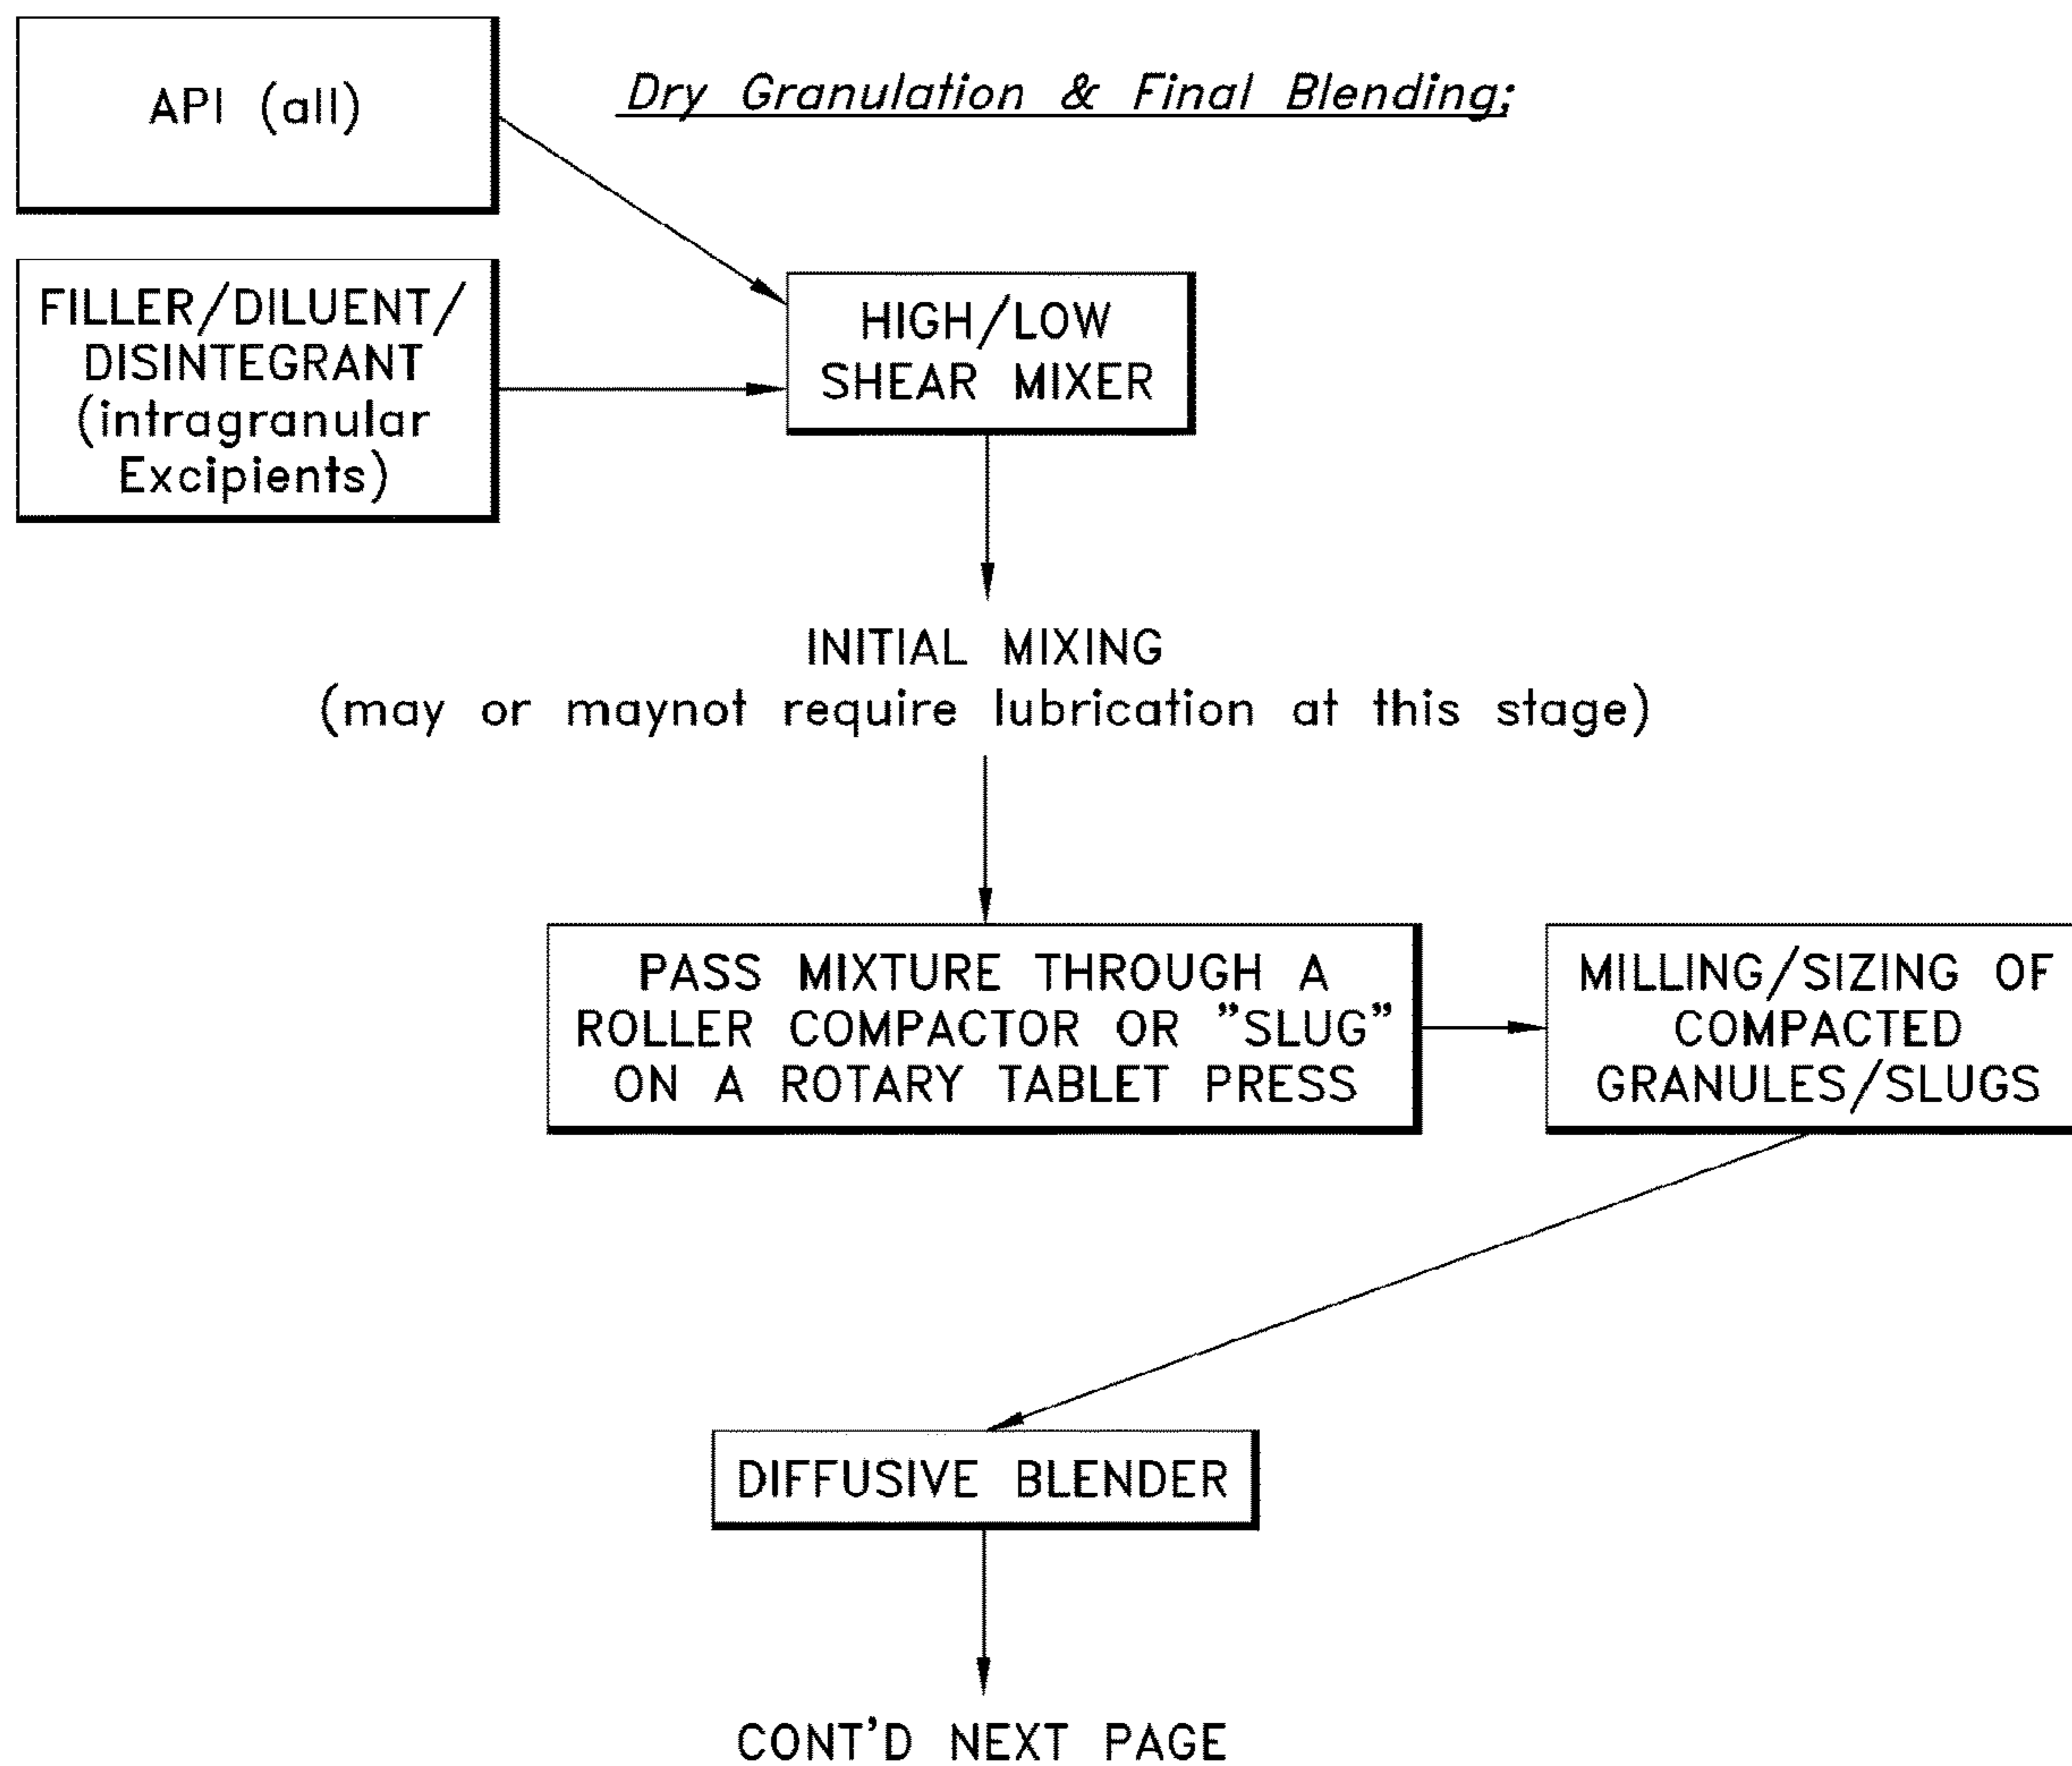 API (all)
Dry Granulation & Final Blending:
FILLER/DILUENT/
DISINTEGRANT
(intragranular
Excipients)
HIGH/LOW
SHEAR MIXER
INITIAL MIXING
(may or maynot require lubrication at this stage)
PASS MIXTURE THROUGH A
ROLLER COMPACTOR OR "SLUG"
ON A ROTARY TABLET PRESS
MILLING/SIZING OF
COMPACTED
GRANULES/SLUGS
DIFFUSIVE BLENDER
CONT'D NEXT PAGE